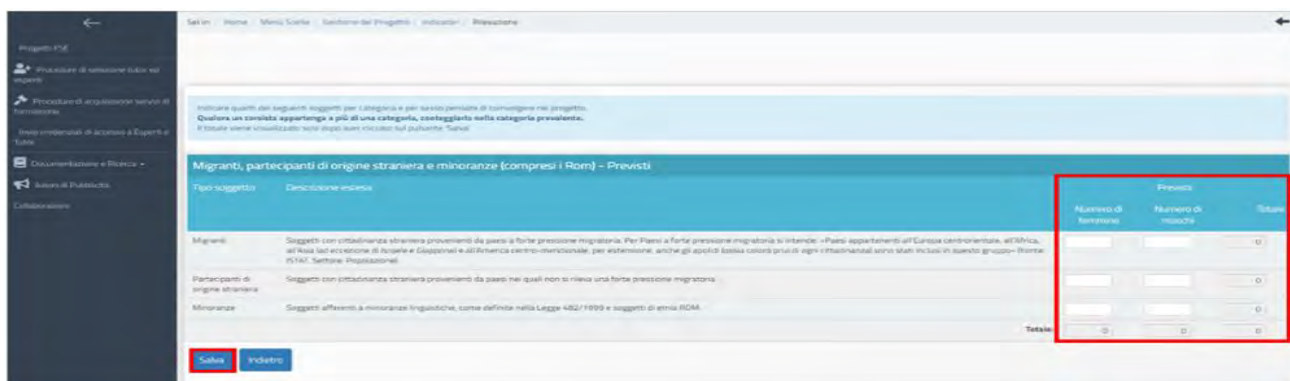 Sei in: Home Menù Scelta Gestione del Progetto Indicatori Previsione
Progetti FSE
Procedure di selezione tutor ed
esperti
Procedure di acquisizione servizi di
formazione
Invio credenziali di accesso a Esperti e
Tutor
Documentazione e Ricerca
Azioni di Pubblicità
Collaboratore
Indicare quanti dei seguenti soggetti per categoria e per sesso pensate di coinvolgere nel progetto.
Qualora un corsista appartenga a più di una categoria, conteggiarlo nella categoria prevalente.
Il totale viene visualizzato solo dopo aver cliccato sul pulsante 'Salva'
Migranti, partecipanti di origine straniera e minoranze (compresi i Rom) - Previsti
Tipo soggetto Descrizione estesa Previsti
Numero di
femmine
Numero di
maschi
Totale
Migranti
Soggetti con cittadinanza straniera provenienti da paesi a forte pressione migratoria. Per Paesi a forte pressione migratoria si intende: «Paesi appartenenti all'Europa centrorientale, all'Africa,
all'Asia (ad eccezione di Israele e Giappone) e all'America centro-meridionale; per estensione, anche gli apolidi (ossia coloro privi di ogni cittadinanza) sono stati inclusi in questo gruppo» (fonte:
ISTAT, Settore: Popolazione)
0
Partecipanti di
origine straniera
Soggetti con cittadinanza straniera provenienti da paesi nei quali non si rileva una forte pressione migratoria
0
Minoranze Soggetti afferenti a minoranze linguistiche, come definite nella Legge 482/1999 e soggetti di etnia ROM. 0
Totale: 0 0 0
Salva Indietro